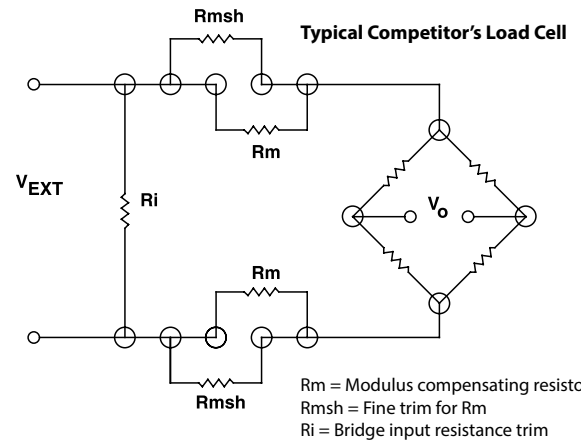 Rmsh
Typical Competitor's Load Cell
Rm
VEXT
Ri
Vo
Rm
Rmsh
Rm = Modulus compensating resisto
Rmsh = Fine trim for Rm
Ri = Bridge input resistance trim